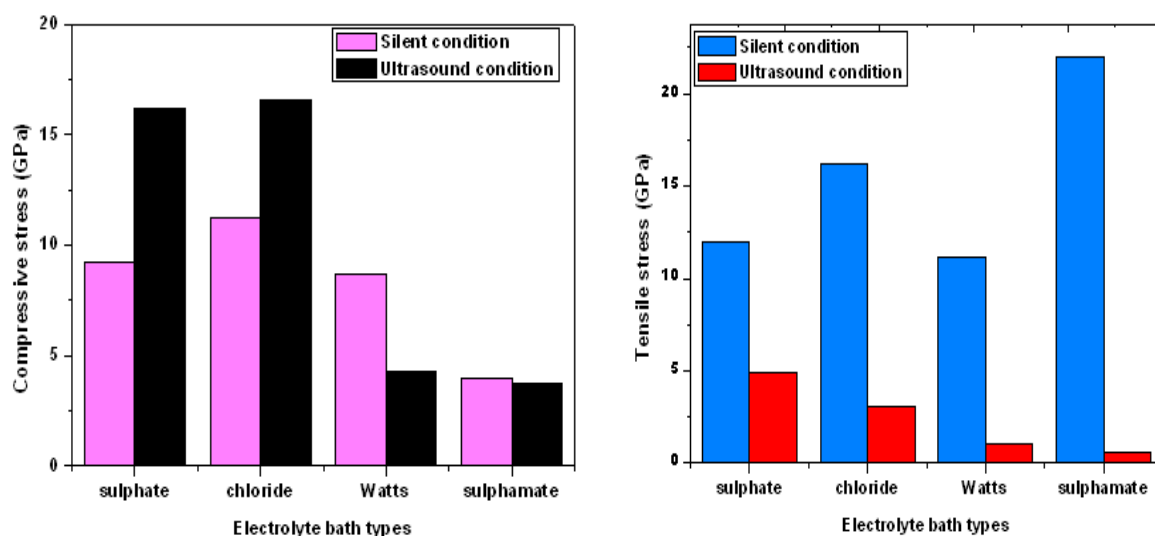 20
15
10
5
0
Compressive stress (GPa)
Silent condition
Ultrasound condition
sulphate chloride Watts sulphamate
Electrolyte bath types
20
15
10
5
0
Tensile stress (GPa)
Silent condition
Ultrasound condition
sulphate chloride Watts sulphamate
Electrolyte bath types